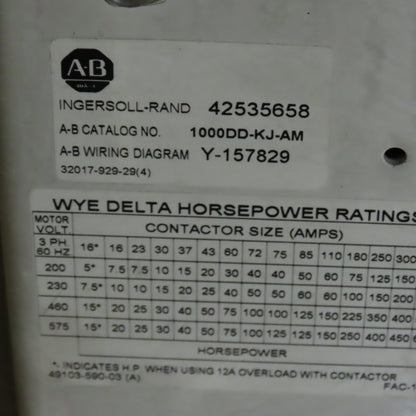 A-B
INGERSOLL-RAND 42535658
A-B CATALOG NO. 1000DD-KJ-AM
A-B WIRING DIAGRAM Y-157829
32017-929-29(4)
WYE DELTA HORSEPOWER RATINGS
MOTOR VOLT CONTACTOR SIZE (AMPS)
3 PH 60 HZ 16* 16 23 30 37 43 60 72 75 85 110 180 250 300
200 5* 7.5 7.5 10 15 20 30 40 40 50 60 75 125 150
230 7.5* 10 10 15 20 25 40 50 50 60 60 100 150 200
460 15* 20 25 30 40 50 75 100 100 125 150 225 350 400
575 15* 20 25 30 40 50 75 100 125 125 150 250 400 450
HORSEPOWER
*- INDICATES H.P. WHEN USING 12A OVERLOAD WITH CONTACTOR
49103-590-03 (A)
FAC-1